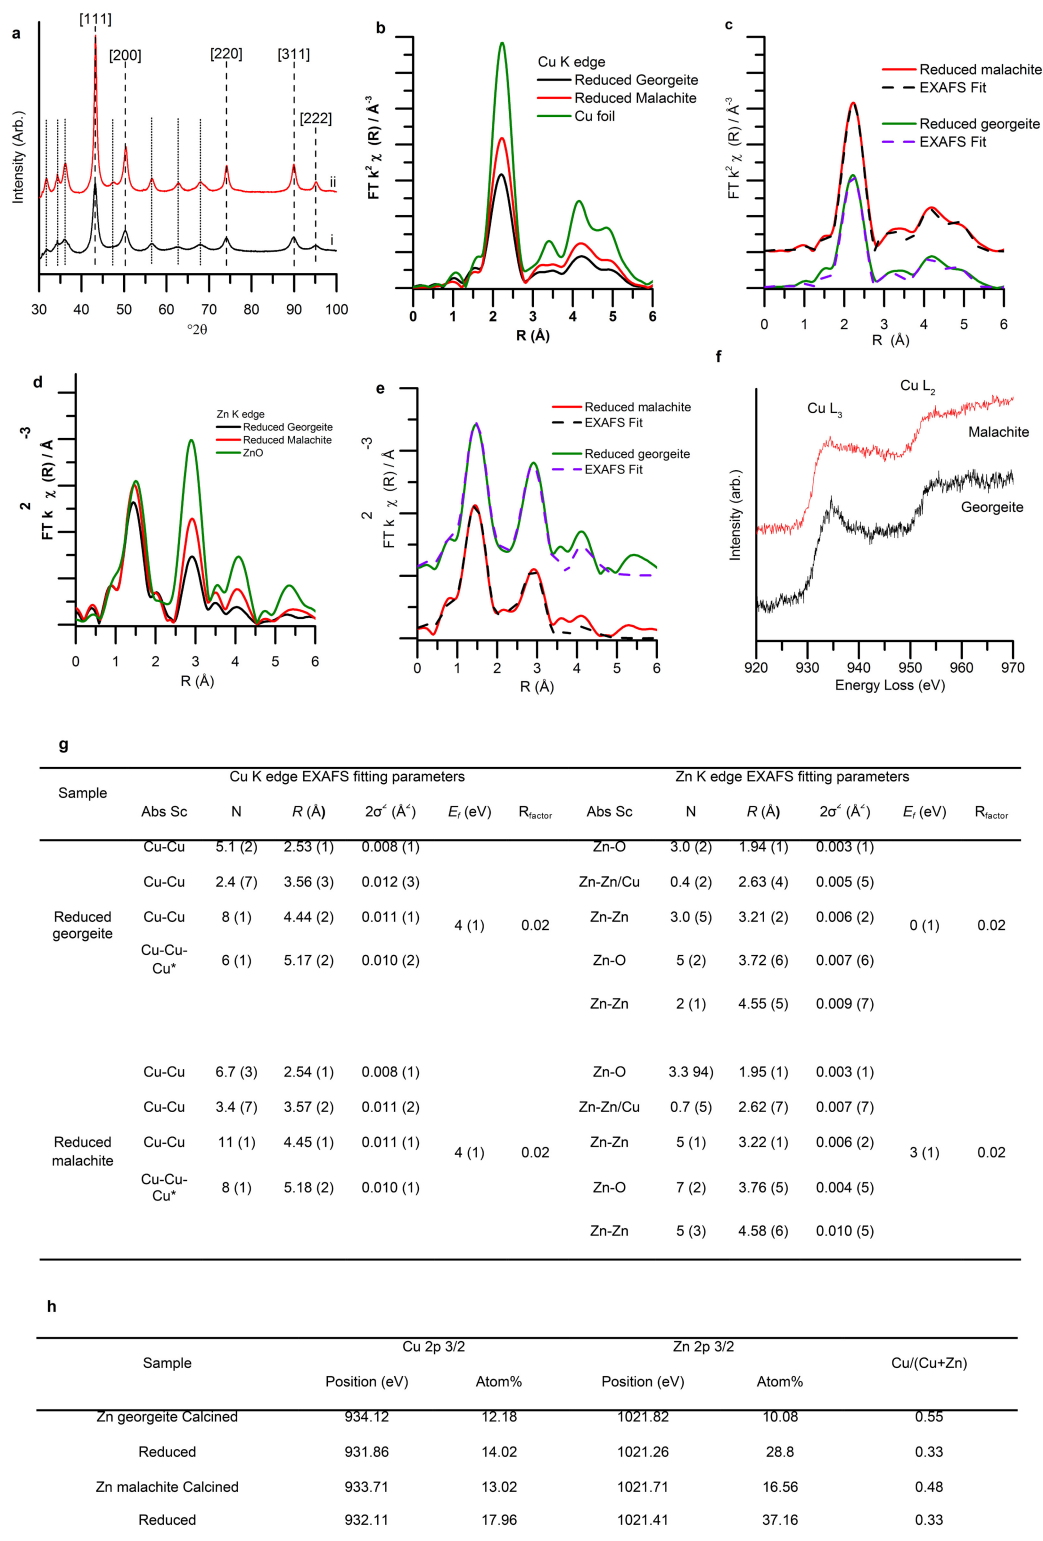 a
[111]
[200]
[220]
[311]
[222]
Intensity (Arb.)
ii
i
30 40 50 60 70 80 90 100
°2θ
b
Cu K edge
Reduced Georgeite
Reduced Malachite
Cu foil
FT k² χ (R) / Å⁻³
0 1 2 3 4 5 6
R (Å)
c
Reduced malachite
EXAFS Fit
Reduced georgeite
EXAFS Fit
FT k² χ (R) / Å⁻³
0 1 2 3 4 5 6
R (Å)
d
Zn K edge
Reduced Georgeite
Reduced Malachite
ZnO
-3
FT k χ (R) / Å
2
0 1 2 3 4 5 6
R (Å)
e
Reduced malachite
EXAFS Fit
Reduced georgeite
EXAFS Fit
-3
FT k χ (R) / Å
2
0 1 2 3 4 5 6
R (Å)
f
Cu L₃
Cu L₂
Malachite
Georgeite
Intensity (arb.)
920 930 940 950 960 970
Energy Loss (eV)
g
Cu K edge EXAFS fitting parameters Zn K edge EXAFS fitting parameters
Sample
Abs Sc N R (Å) 2σ² (Å²) Ef (eV) Rfactor Abs Sc N R (Å) 2σ² (Å²) Ef (eV) Rfactor
Cu-Cu 5.1 (2) 2.53 (1) 0.008 (1) Zn-O 3.0 (2) 1.94 (1) 0.003 (1)
Cu-Cu 2.4 (7) 3.56 (3) 0.012 (3) Zn-Zn/Cu 0.4 (2) 2.63 (4) 0.005 (5)
Reduced georgeite Cu-Cu 8 (1) 4.44 (2) 0.011 (1) 4 (1) 0.02 Zn-Zn 3.0 (5) 3.21 (2) 0.006 (2) 0 (1) 0.02
Cu-Cu-Cu* 6 (1) 5.17 (2) 0.010 (2) Zn-O 5 (2) 3.72 (6) 0.007 (6)
Zn-Zn 2 (1) 4.55 (5) 0.009 (7)
Cu-Cu 6.7 (3) 2.54 (1) 0.008 (1) Zn-O 3.3 94) 1.95 (1) 0.003 (1)
Cu-Cu 3.4 (7) 3.57 (2) 0.011 (2) Zn-Zn/Cu 0.7 (5) 2.62 (7) 0.007 (7)
Reduced malachite Cu-Cu 11 (1) 4.45 (1) 0.011 (1) 4 (1) 0.02 Zn-Zn 5 (1) 3.22 (1) 0.006 (2) 3 (1) 0.02
Cu-Cu-Cu* 8 (1) 5.18 (2) 0.010 (1) Zn-O 7 (2) 3.76 (5) 0.004 (5)
Zn-Zn 5 (3) 4.58 (6) 0.010 (5)
h
Cu 2p 3/2 Zn 2p 3/2
Sample Cu/(Cu+Zn)
Position (eV) Atom% Position (eV) Atom%
Zn georgeite Calcined 934.12 12.18 1021.82 10.08 0.55
Reduced 931.86 14.02 1021.26 28.8 0.33
Zn malachite Calcined 933.71 13.02 1021.71 16.56 0.48
Reduced 932.11 17.96 1021.41 37.16 0.33